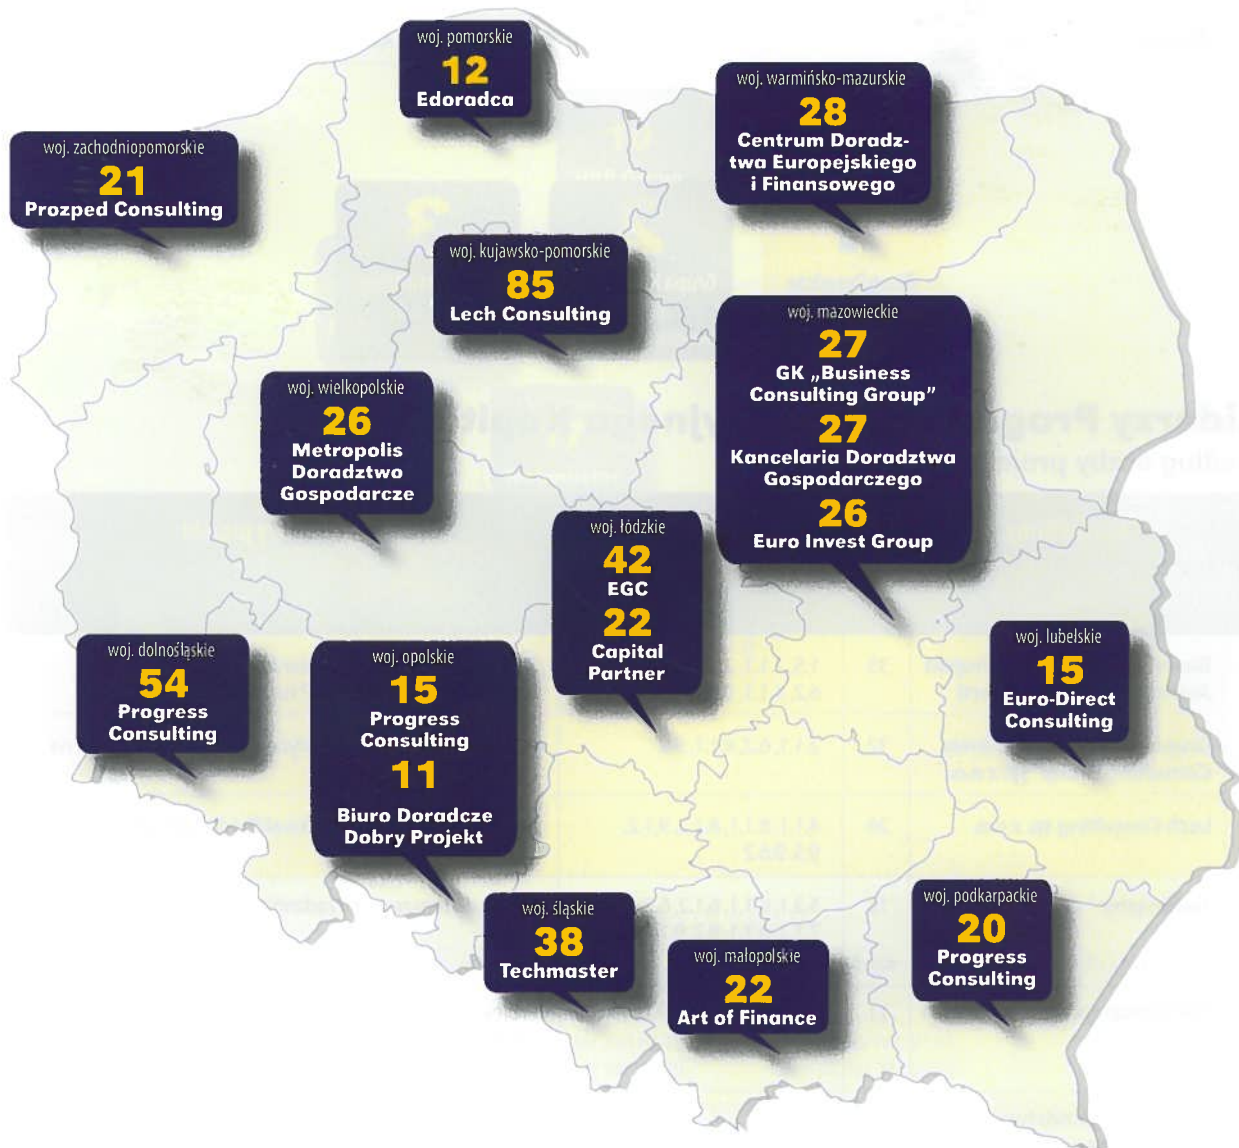 woj. pomorskie
12
Edoradca
woj. warmińsko-mazurskie
28
Centrum Doradz-
twa Europejskiego
i Finansowego
woj. zachodniopomorskie
21
Prozped Consulting
woj. kujawsko-pomorskie
85
Lech Consulting
woj. mazowieckie
27
GK „Business
Consulting Group”
27
Kancelaria Doradztwa
Gospodarczego
26
Euro Invest Group
woj. wielkopolskie
26
Metropolis
Doradztwo
Gospodarcze
woj. łódzkie
42
EGC
22
Capital
Partner
woj. dolnośląskie
54
Progress
Consulting
woj. opolskie
15
Progress
Consulting
11
Biuro Doradcze
Dobry Projekt
woj. lubelskie
15
Euro-Direct
Consulting
woj. śląskie
38
Techmaster
woj. małopolskie
22
Art of Finance
woj. podkarpackie
20
Progress
Consulting